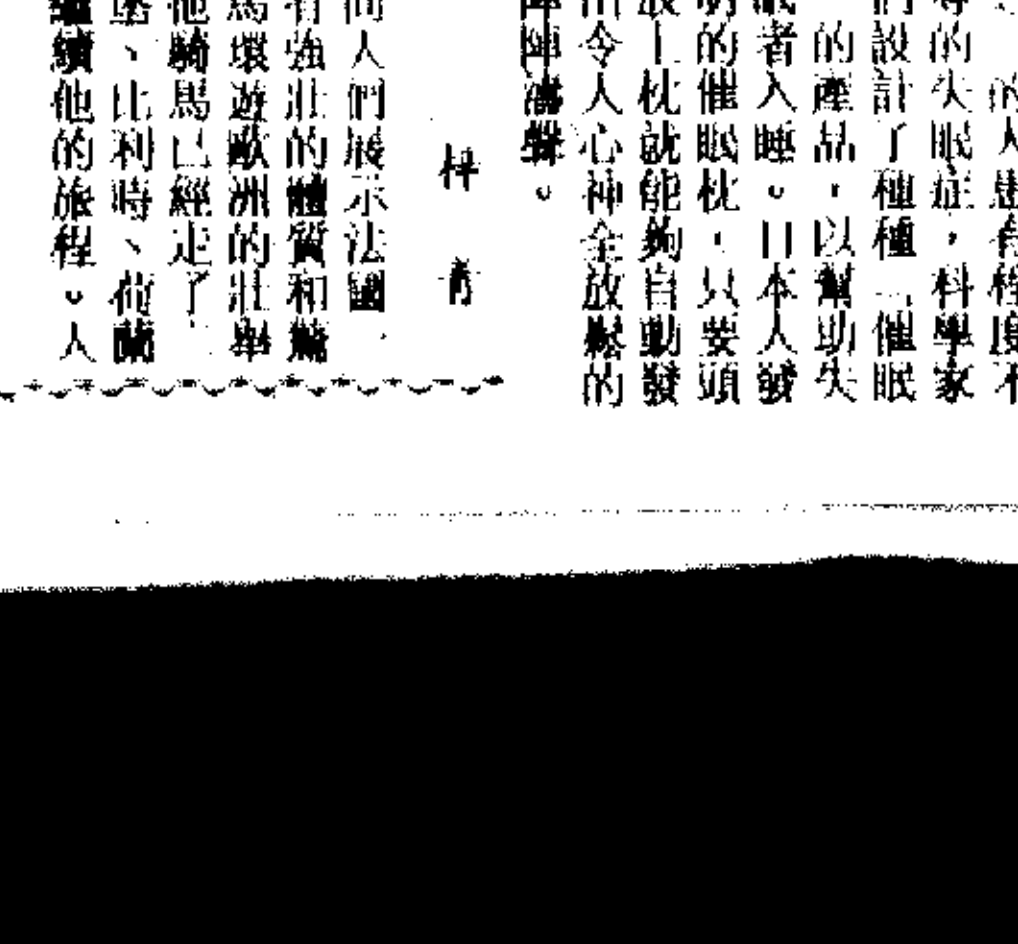 的人患有程度不
的失眠症，科學家
們設計了種種「催眠
的產品，以幫助失
眠者入睡。日本人發
明的催眠枕，只要頭
上枕就能夠自動發
出令人心神全放鬆的
陣陣濤聲。
梓青
向人們展示法國
有強壯的體質和
馬環遊歐洲的壯舉
他騎馬已經走了
堡、比利時、荷蘭
繼續他的旅程。人